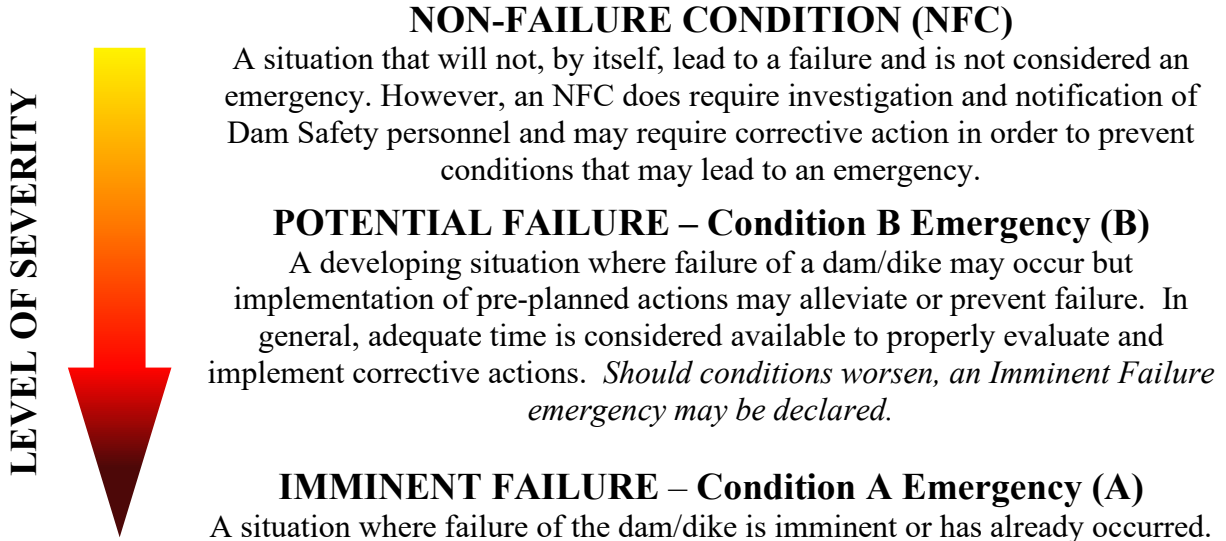 LEVEL OF SEVERITY
NON-FAILURE CONDITION (NFC)
A situation that will not, by itself, lead to a failure and is not considered an
emergency. However, an NFC does require investigation and notification of
Dam Safety personnel and may require corrective action in order to prevent
conditions that may lead to an emergency.
POTENTIAL FAILURE – Condition B Emergency (B)
A developing situation where failure of a dam/dike may occur but
implementation of pre-planned actions may alleviate or prevent failure. In
general, adequate time is considered available to properly evaluate and
implement corrective actions. Should conditions worsen, an Imminent Failure
emergency may be declared.
IMMINENT FAILURE – Condition A Emergency (A)
A situation where failure of the dam/dike is imminent or has already occurred.